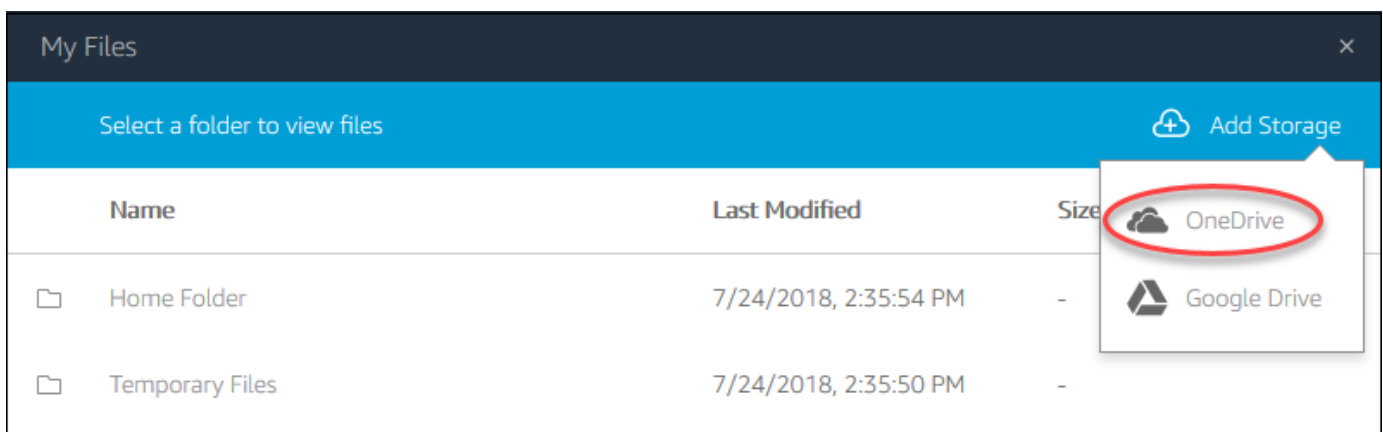 My Files ×
Select a folder to view files Add Storage
Name Last Modified Size
OneDrive
Home Folder 7/24/2018, 2:35:54 PM -
Google Drive
Temporary Files 7/24/2018, 2:35:50 PM -